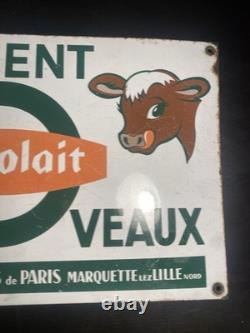 ENT
olait
VEAUX
de PARIS MARQUETTE LEZ LILLE NORD